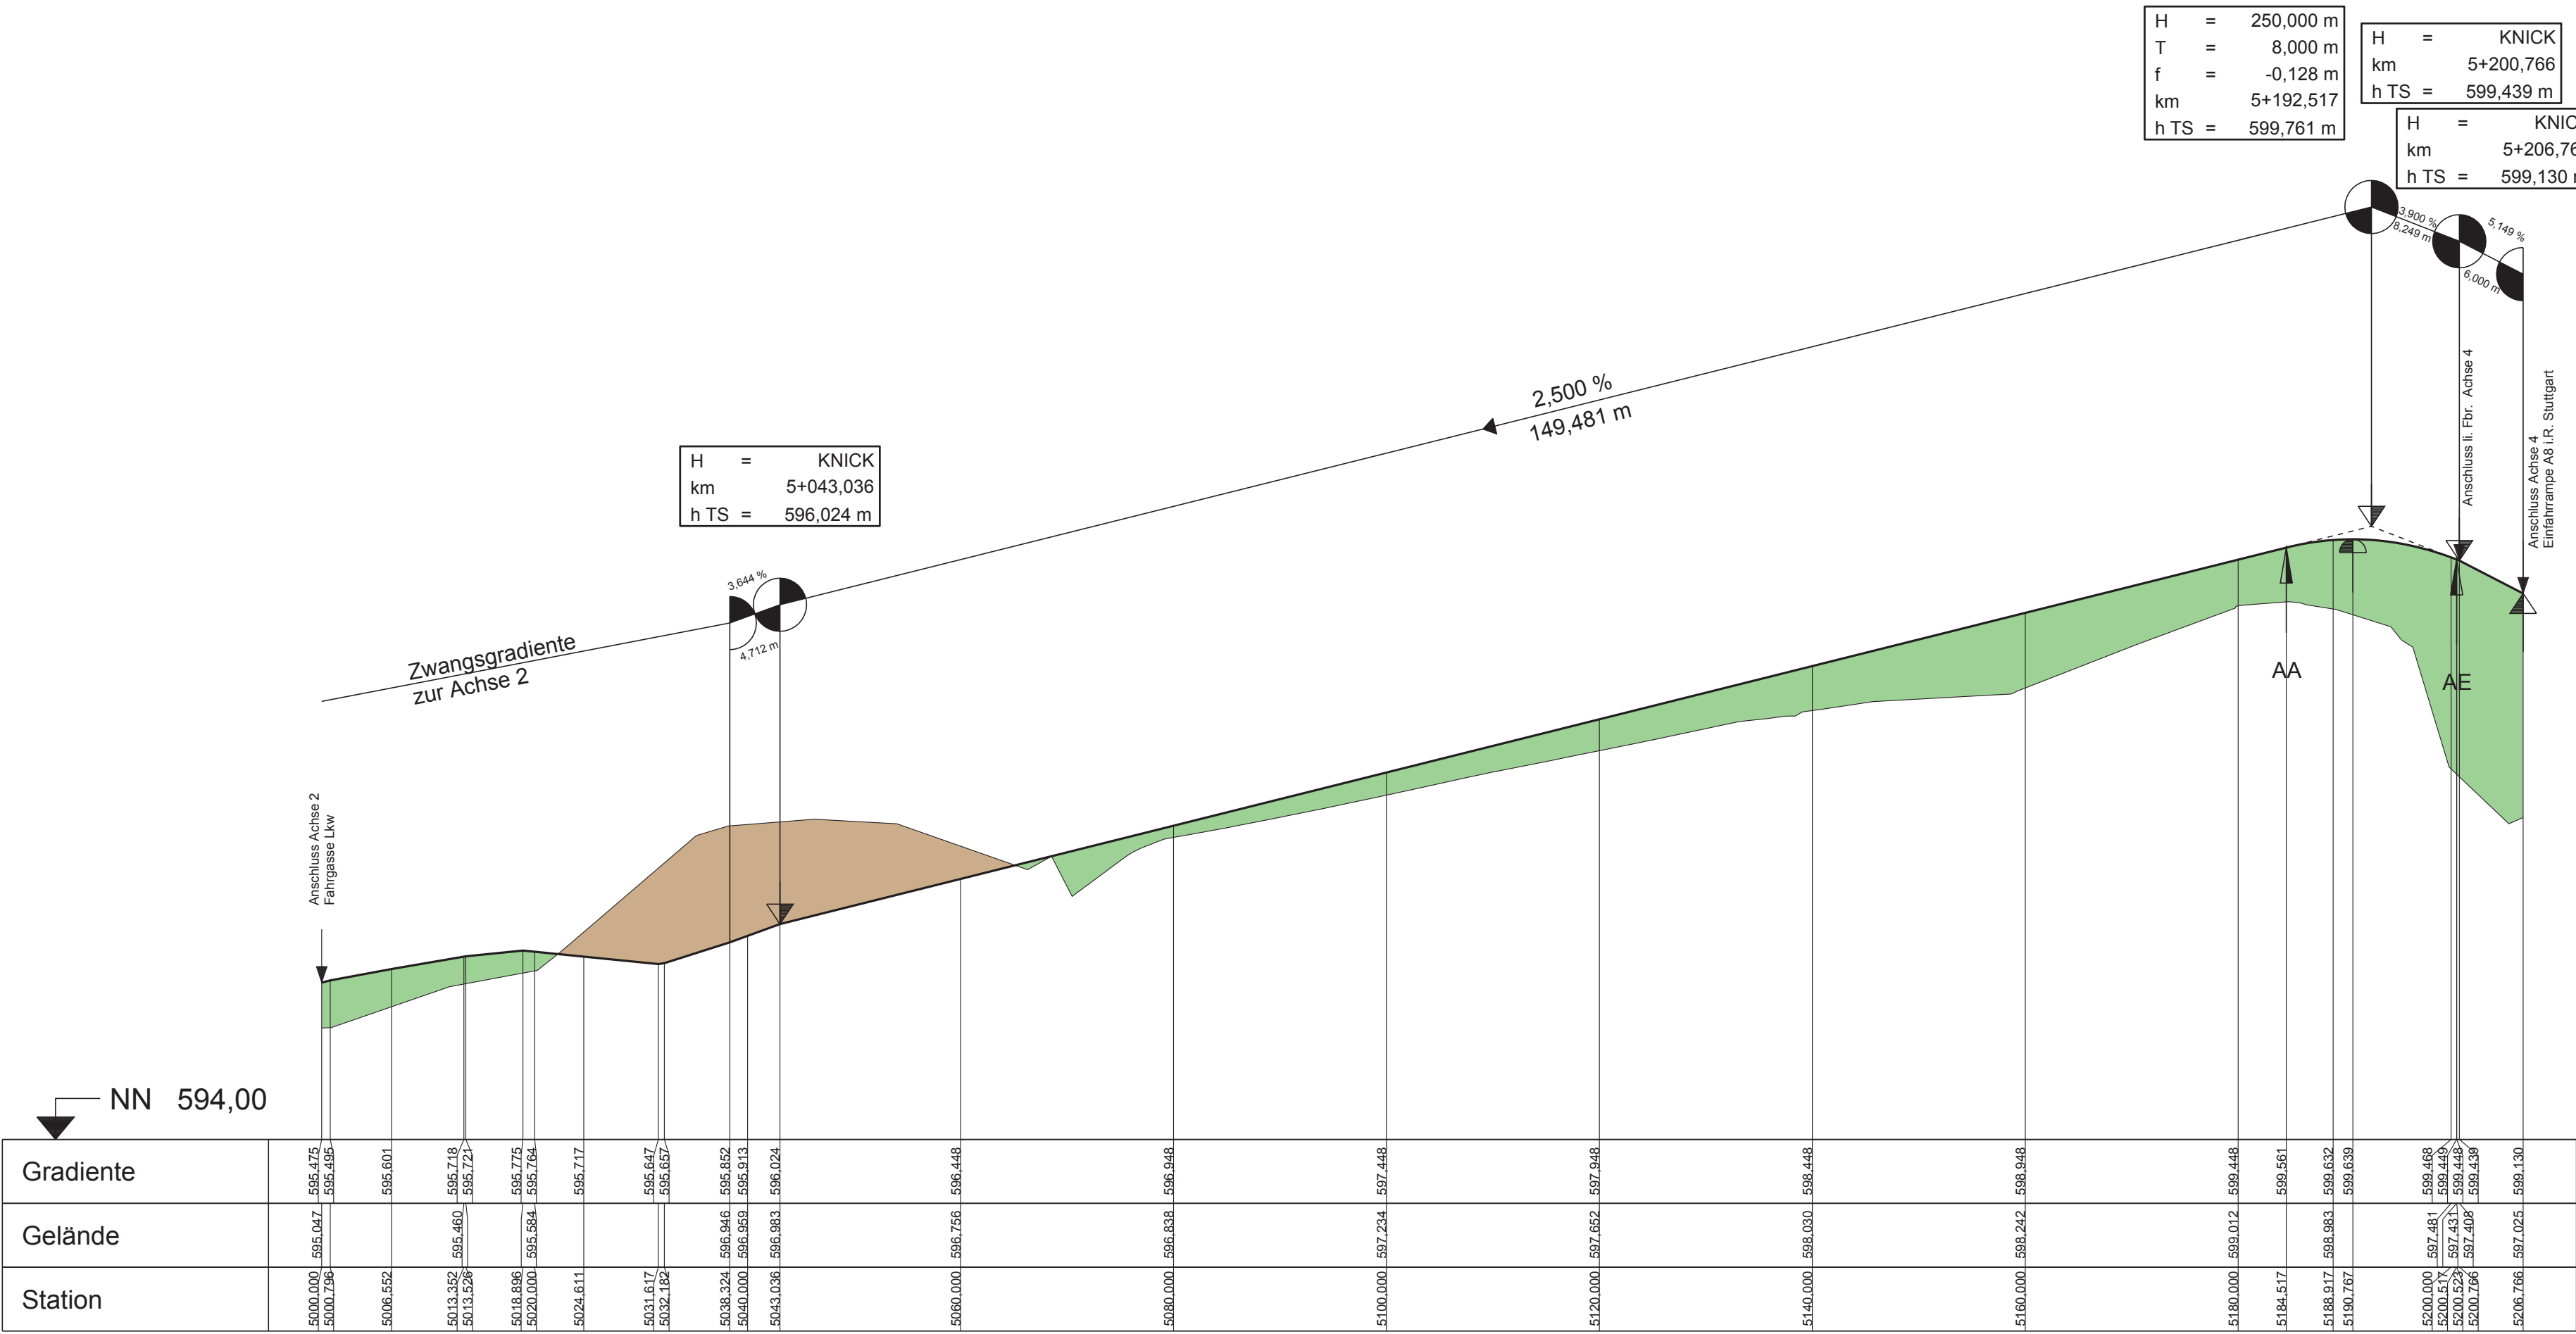 H = 250,000 m
T = 8,000 m
f = -0,128 m
km 5+192,517
h TS = 599,761 m
H = KNICK
km 5+200,766
h TS = 599,439 m
H = KNIC
km 5+206,76
h TS = 599,130
3,900 %
8,249 m
5,149 %
6,000 m
2,500 %
149,481 m
H = KNICK
km 5+043,036
h TS = 596,024 m
3,644 %
4,712 m
Zwangsgradiente
zur Achse 2
Anschluss li. Fbr. Achse 4
Anschluss Achse 4
Einfahrrampe A8 i.R. Stuttgart
AA
AE
Anschluss Achse 2
Fahrgasse Lkw
NN 594,00
Gradiente 595,475 595,495 595,601 595,718 595,721 595,775 595,764 595,717 595,647 595,657 595,852 595,913 596,024 596,448 596,948 597,448 597,948 598,448 598,948 599,448 599,561 599,632 599,639 599,468 599,449 599,448 599,439 599,130
Gelände 595,047 595,460 595,584 596,946 596,959 596,983 596,756 596,838 597,234 597,652 598,030 598,242 599,012 598,983 597,481 597,431 597,408 597,025
Station 5000,000 5000,796 5006,552 5013,352 5013,526 5018,896 5020,000 5024,611 5031,617 5032,182 5038,324 5040,000 5043,036 5060,000 5080,000 5100,000 5120,000 5140,000 5160,000 5180,000 5184,517 5188,917 5190,767 5200,000 5200,517 5200,523 5200,766 5206,766